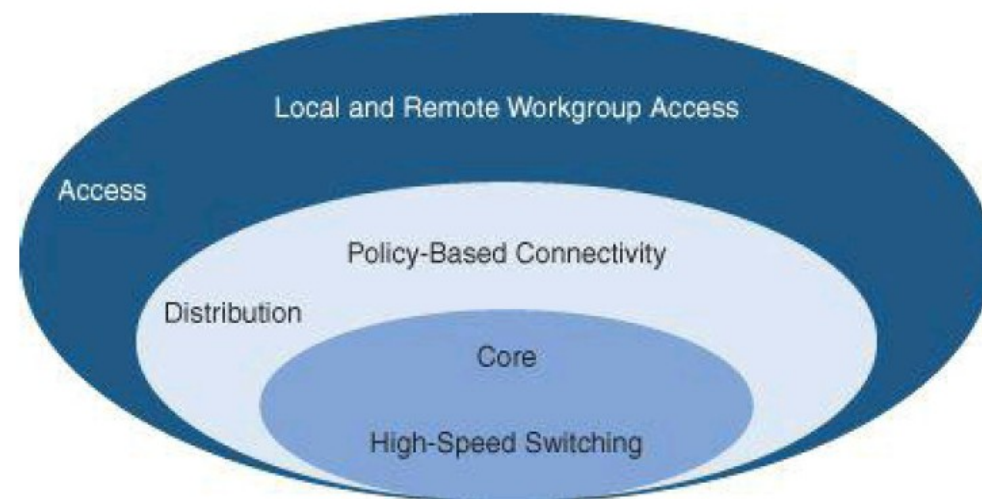 Local and Remote Workgroup Access
Access
Policy-Based Connectivity
Distribution
Core
High-Speed Switching